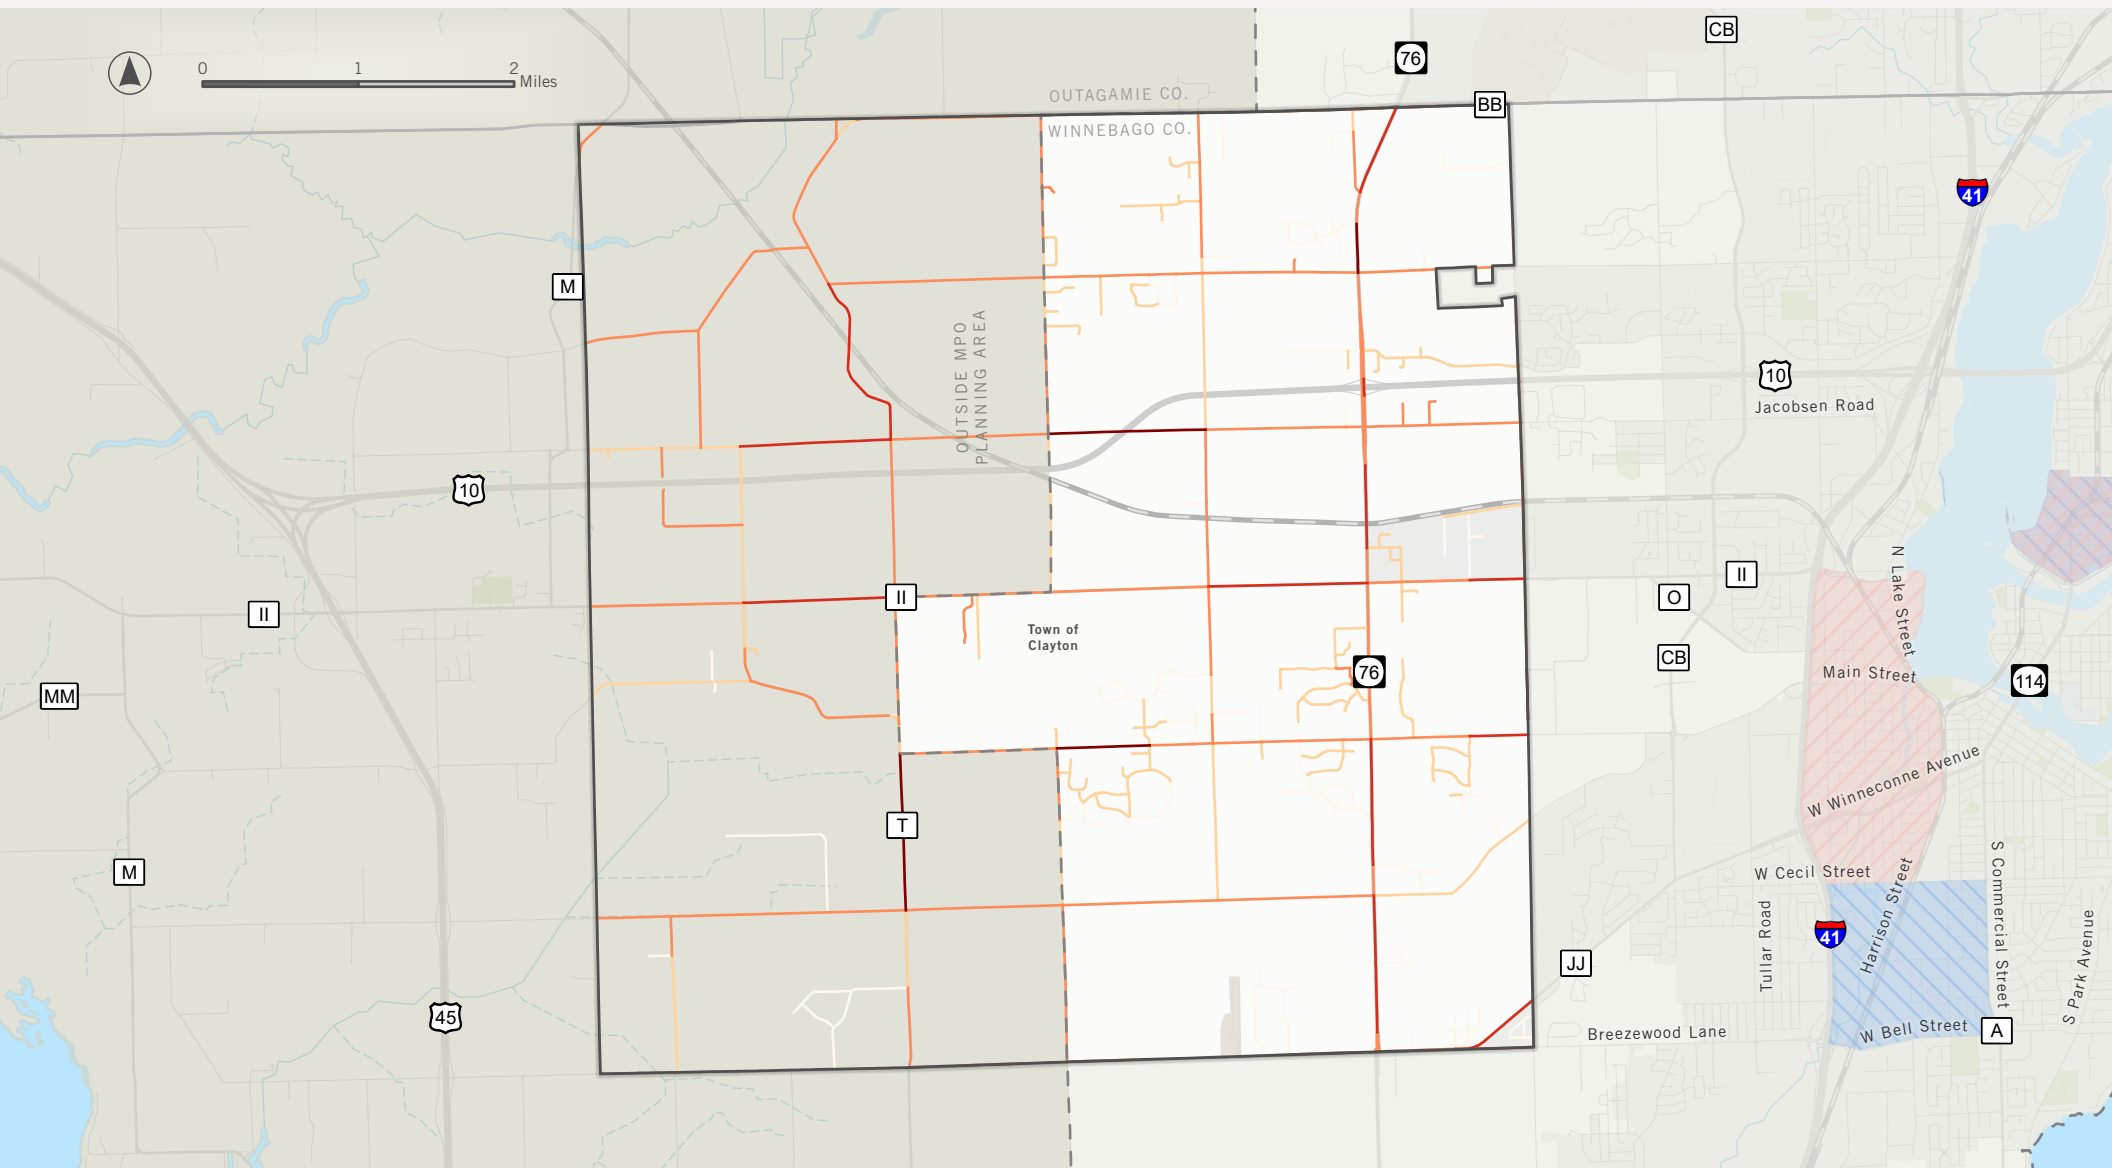 CB
76
0 1 2
Miles
OUTAGAMIE CO.
BB
WINNEBAGO CO.
41
M
OUTSIDE MPO
PLANNING AREA
10
Jacobsen Road
10
N Lake Street
II
II
O
II
Town of
Clayton
CB
76
Main Street
114
MM
W Winneconne Avenue
T
M
W Cecil Street
S Commercial Street
Harrison Street
Tullar Road
41
S Park Avenue
JJ
45
Breezewood Lane
W Bell Street
A